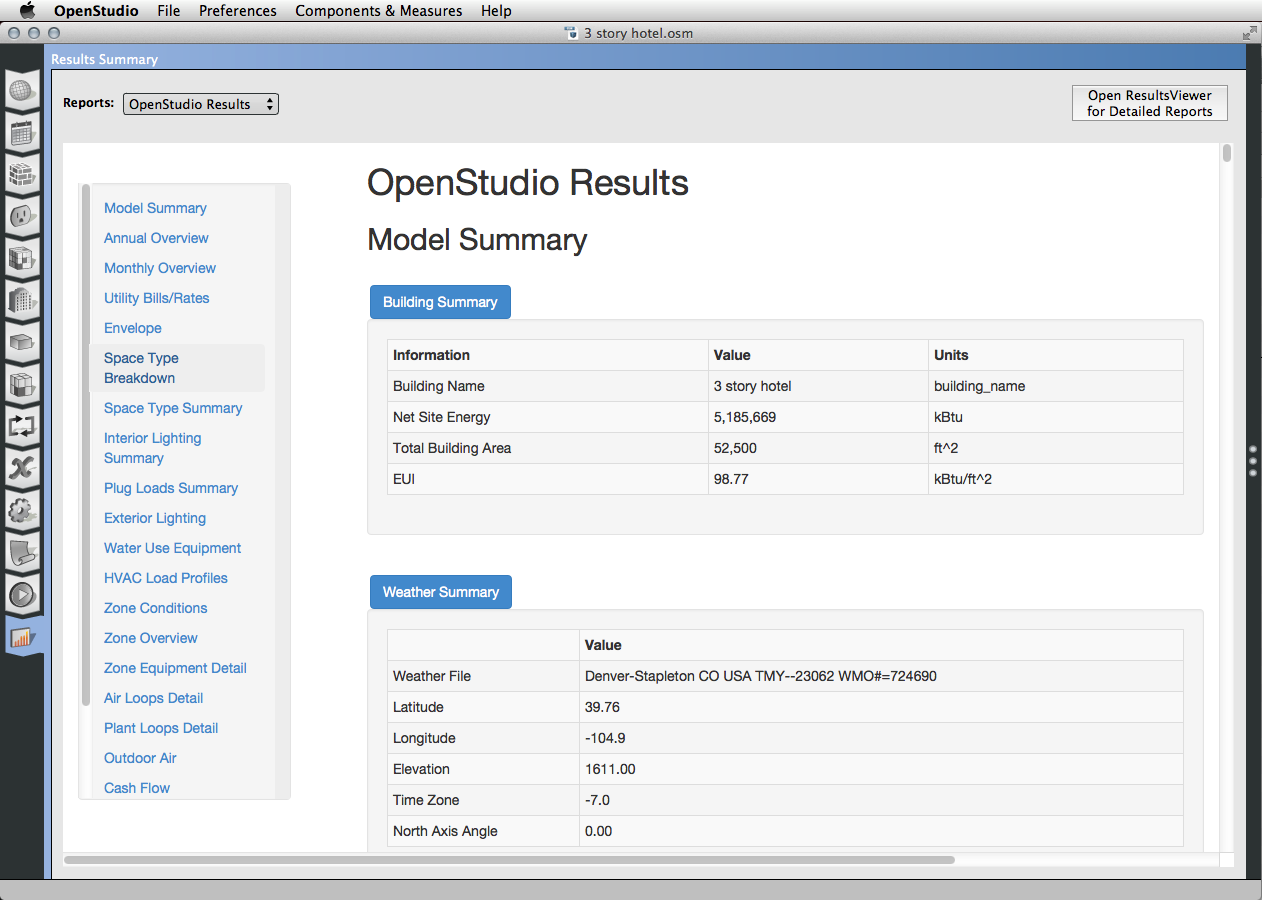 OpenStudio File Preferences Components & Measures Help
3 story hotel.osm
Results Summary
Reports: OpenStudio Results
Open ResultsViewer
for Detailed Reports
Model Summary
Annual Overview
Monthly Overview
Utility Bills/Rates
Envelope
Space Type
Breakdown
Space Type Summary
Interior Lighting
Summary
Plug Loads Summary
Exterior Lighting
Water Use Equipment
HVAC Load Profiles
Zone Conditions
Zone Overview
Zone Equipment Detail
Air Loops Detail
Plant Loops Detail
Outdoor Air
Cash Flow
OpenStudio Results
Model Summary
Building Summary
Information Value Units
Building Name 3 story hotel building_name
Net Site Energy 5,185,669 kBtu
Total Building Area 52,500 ft^2
EUI 98.77 kBtu/ft^2
Weather Summary
Value
Weather File Denver-Stapleton CO USA TMY--23062 WMO#=724690
Latitude 39.76
Longitude -104.9
Elevation 1611.00
Time Zone -7.0
North Axis Angle 0.00